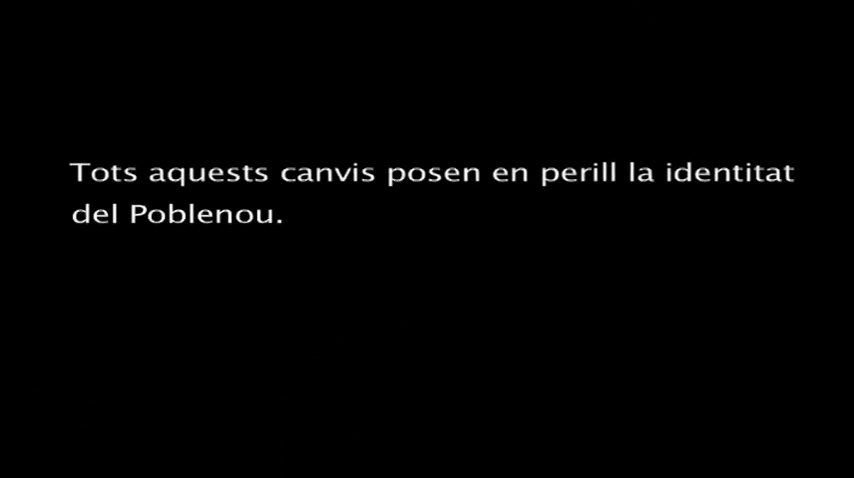 Tots aquests canvis posen en perill la identitat
del Poblenou.